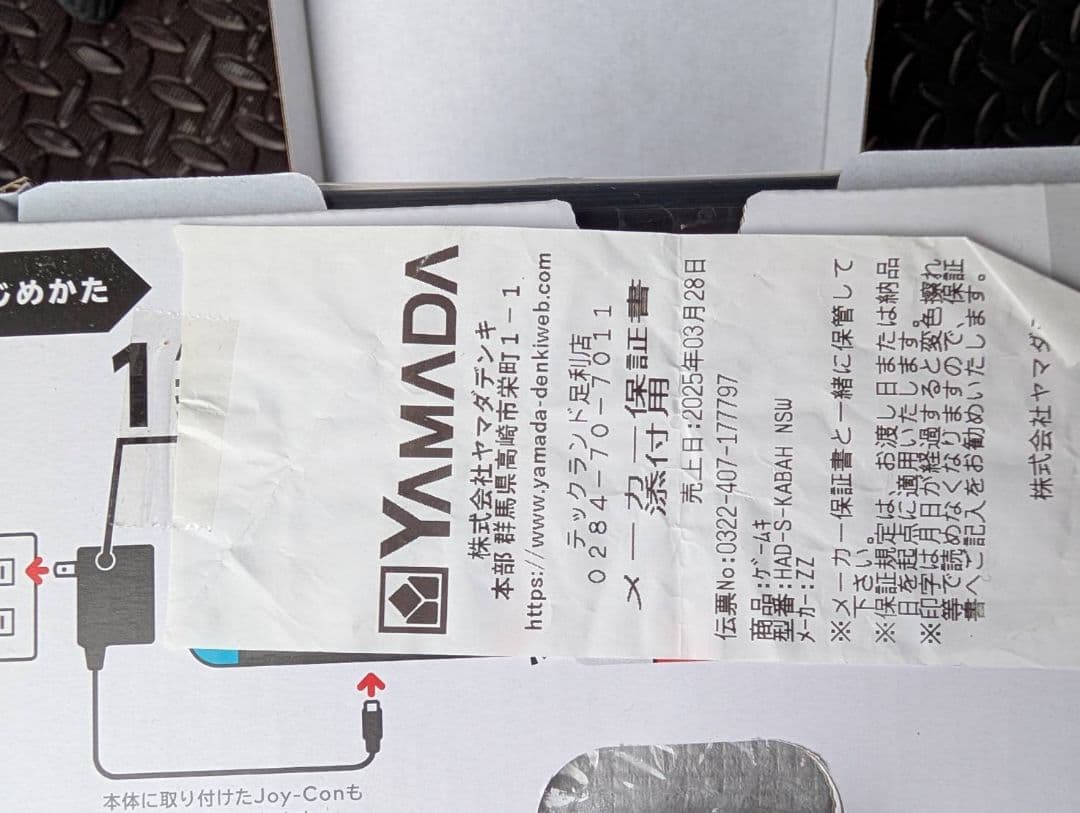 YAMADA
株式会社ヤマダデンキ
本部 群馬県高崎市栄町1-1
https://www.yamada-denkiweb.com
テックランド足利店
0284-70-7011
メーカー保証書
添付用
売上日:2025年03月28日
伝票No:0322-407-177797
商品:ゲームキ
型番:HAD-S-KABAH NSW
メーカー:ZZ
※メーカー保証書と一緒に保管して
下さい。
※保証規定は、お渡し日または納品
日を起点に適用いたします。
※印字は月日が経過すると変色擦れ
等で読めなくなりますので、保証
書へご記入をお勧めいたします。
株式会社ヤマダ
じめかた
1
本体に取り付けたJoy-Conも